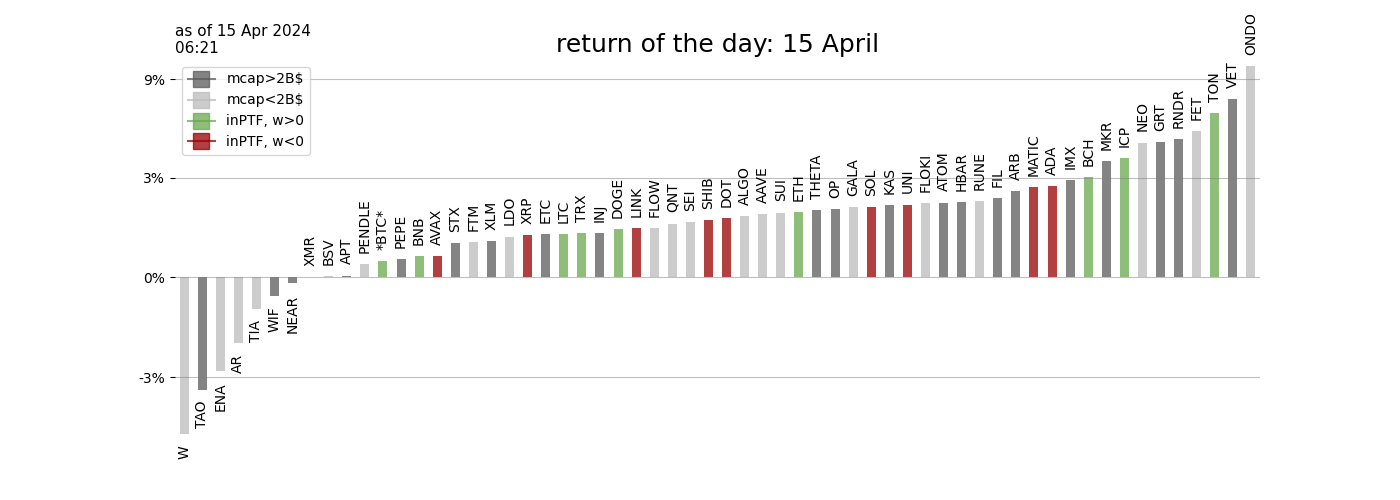 as of 15 Apr 2024
06:21
return of the day: 15 April
mcap>2B$
mcap<2B$
inPTF, w>0
inPTF, w<0
9%
3%
0%
-3%
W
TAO
ENA
AR
TIA
WIF
NEAR
XMR
BSV
APT
PENDLE
*BTC*
PEPE
BNB
AVAX
STX
FTM
XLM
LDO
XRP
ETC
LTC
TRX
INJ
DOGE
LINK
FLOW
QNT
SEI
SHIB
DOT
ALGO
AAVE
SUI
ETH
THETA
OP
GALA
SOL
KAS
UNI
FLOKI
ATOM
HBAR
RUNE
FIL
ARB
MATIC
ADA
IMX
BCH
MKR
ICP
NEO
GRT
RNDR
FET
TON
VET
ONDO